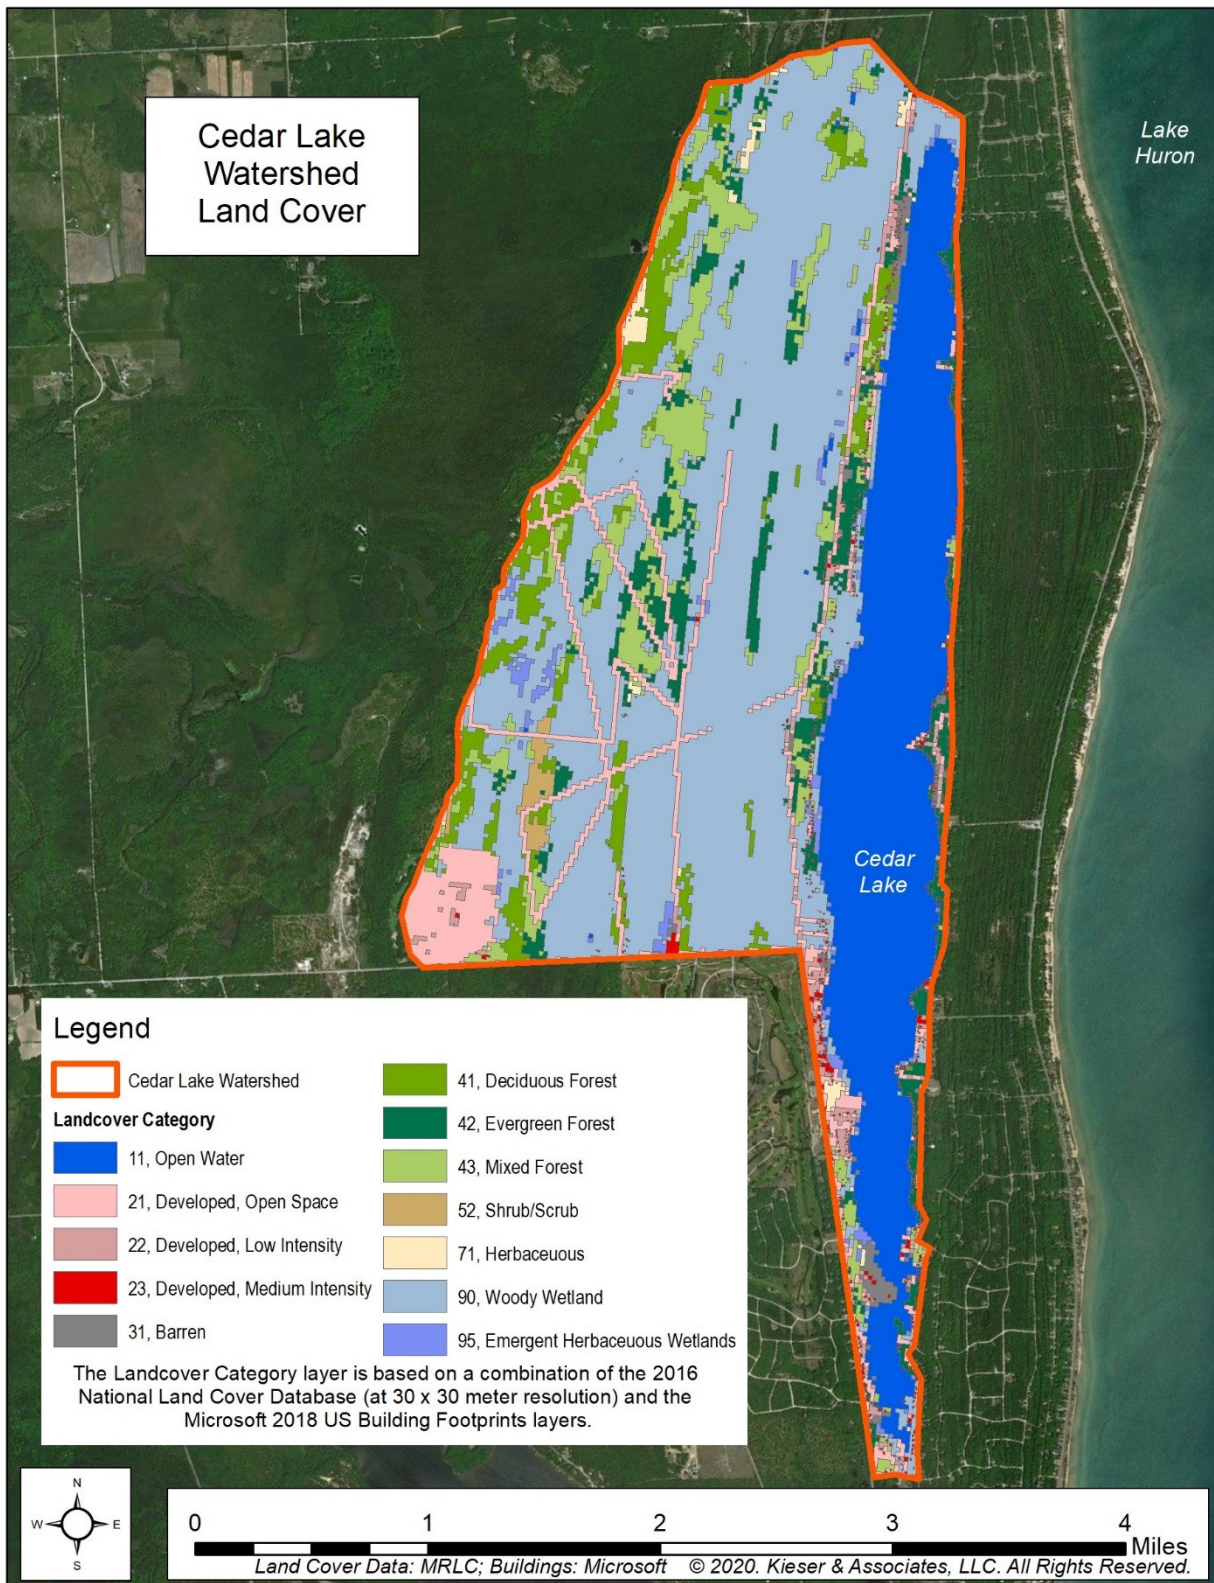 Cedar Lake
Watershed
Land Cover
Lake
Huron
Cedar
Lake
Legend
Cedar Lake Watershed
Landcover Category
11, Open Water
21, Developed, Open Space
22, Developed, Low Intensity
23, Developed, Medium Intensity
31, Barren
41, Deciduous Forest
42, Evergreen Forest
43, Mixed Forest
52, Shrub/Scrub
71, Herbaceuous
90, Woody Wetland
95, Emergent Herbaceuous Wetlands
The Landcover Category layer is based on a combination of the 2016
National Land Cover Database (at 30 x 30 meter resolution) and the
Microsoft 2018 US Building Footprints layers.
N
W E
S
0 1 2 3 4
Miles
Land Cover Data: MRLC; Buildings: Microsoft © 2020. Kieser & Associates, LLC. All Rights Reserved.